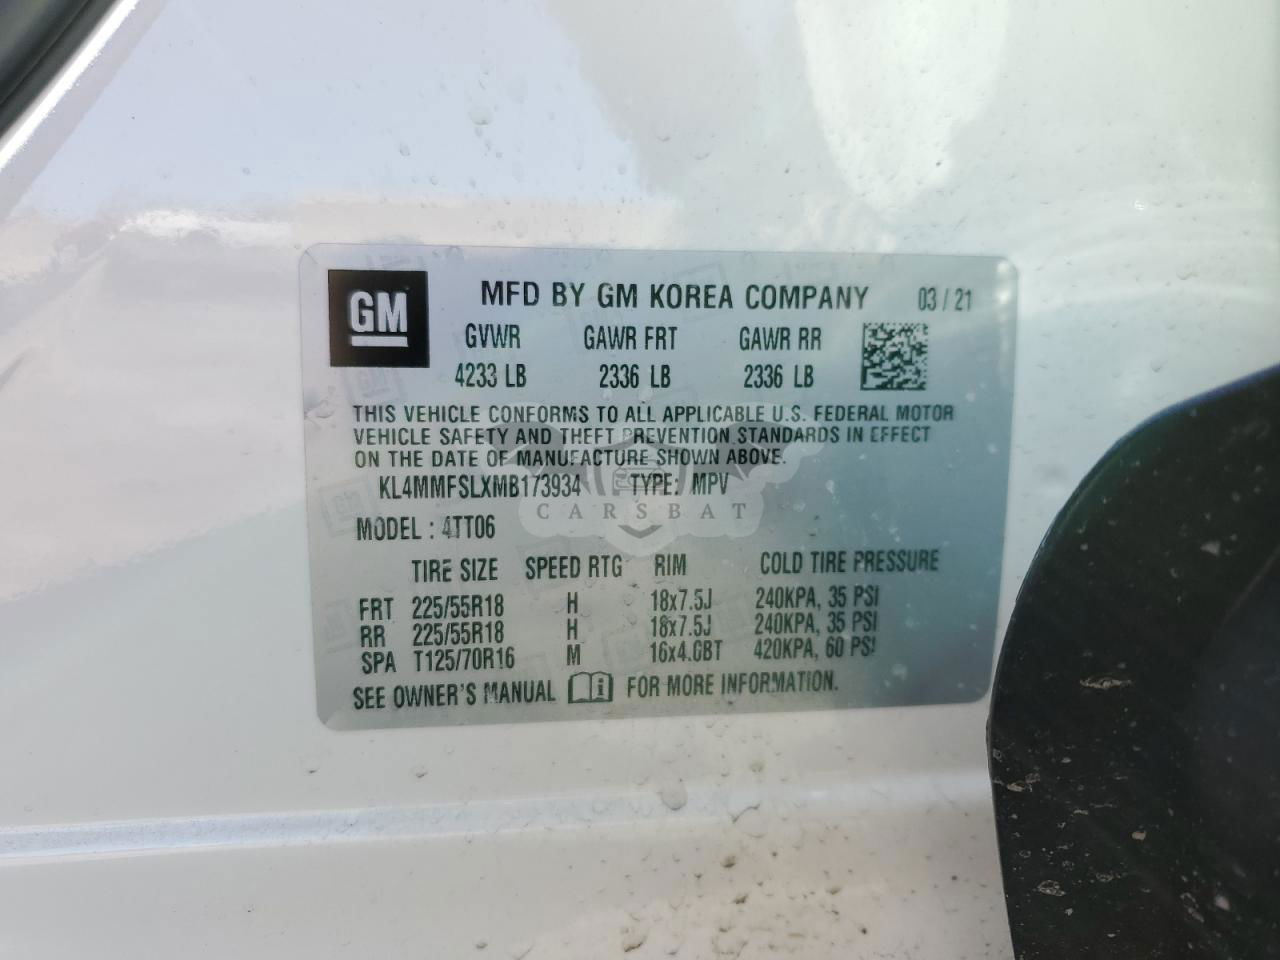 GM
MFD BY GM KOREA COMPANY 03 / 21
GVWR GAWR FRT GAWR RR
4233 LB 2336 LB 2336 LB
THIS VEHICLE CONFORMS TO ALL APPLICABLE U.S. FEDERAL MOTOR
VEHICLE SAFETY AND THEFT PREVENTION STANDARDS IN EFFECT
ON THE DATE OF MANUFACTURE SHOWN ABOVE.
KL4MMFSLXMB173934 TYPE: MPV
CARSBAT
MODEL : 4TT06
TIRE SIZE SPEED RTG RIM COLD TIRE PRESSURE
FRT 225/55R18 H 18x7.5J 240KPA, 35 PSI
RR 225/55R18 H 18x7.5J 240KPA, 35 PSI
SPA T125/70R16 M 16x4.0BT 420KPA, 60 PSI
SEE OWNER'S MANUAL FOR MORE INFORMATION.